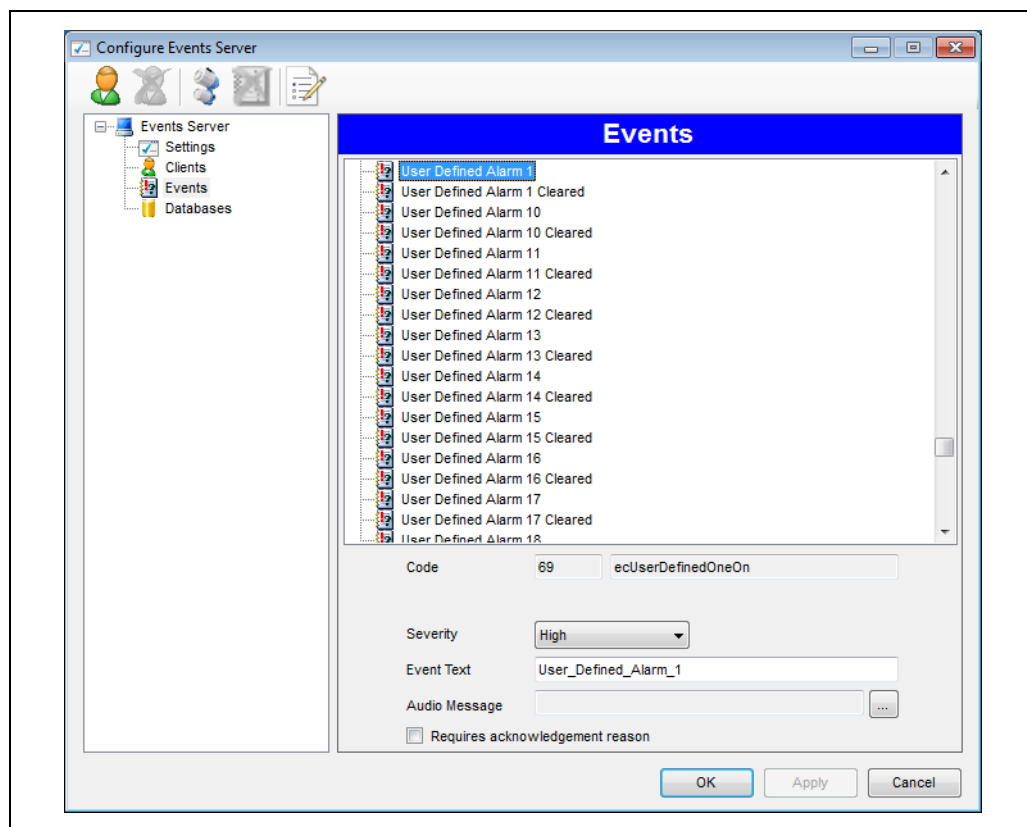 Configure Events Server
Events Server
Settings
Clients
Events
Databases
Events
User Defined Alarm 1
User Defined Alarm 1 Cleared
User Defined Alarm 10
User Defined Alarm 10 Cleared
User Defined Alarm 11
User Defined Alarm 11 Cleared
User Defined Alarm 12
User Defined Alarm 12 Cleared
User Defined Alarm 13
User Defined Alarm 13 Cleared
User Defined Alarm 14
User Defined Alarm 14 Cleared
User Defined Alarm 15
User Defined Alarm 15 Cleared
User Defined Alarm 16
User Defined Alarm 16 Cleared
User Defined Alarm 17
User Defined Alarm 17 Cleared
User Defined Alarm 18
Code 69 ecUserDefinedOneOn
Severity High
Event Text User_Defined_Alarm_1
Audio Message ...
Requires acknowledgement reason
OK Apply Cancel